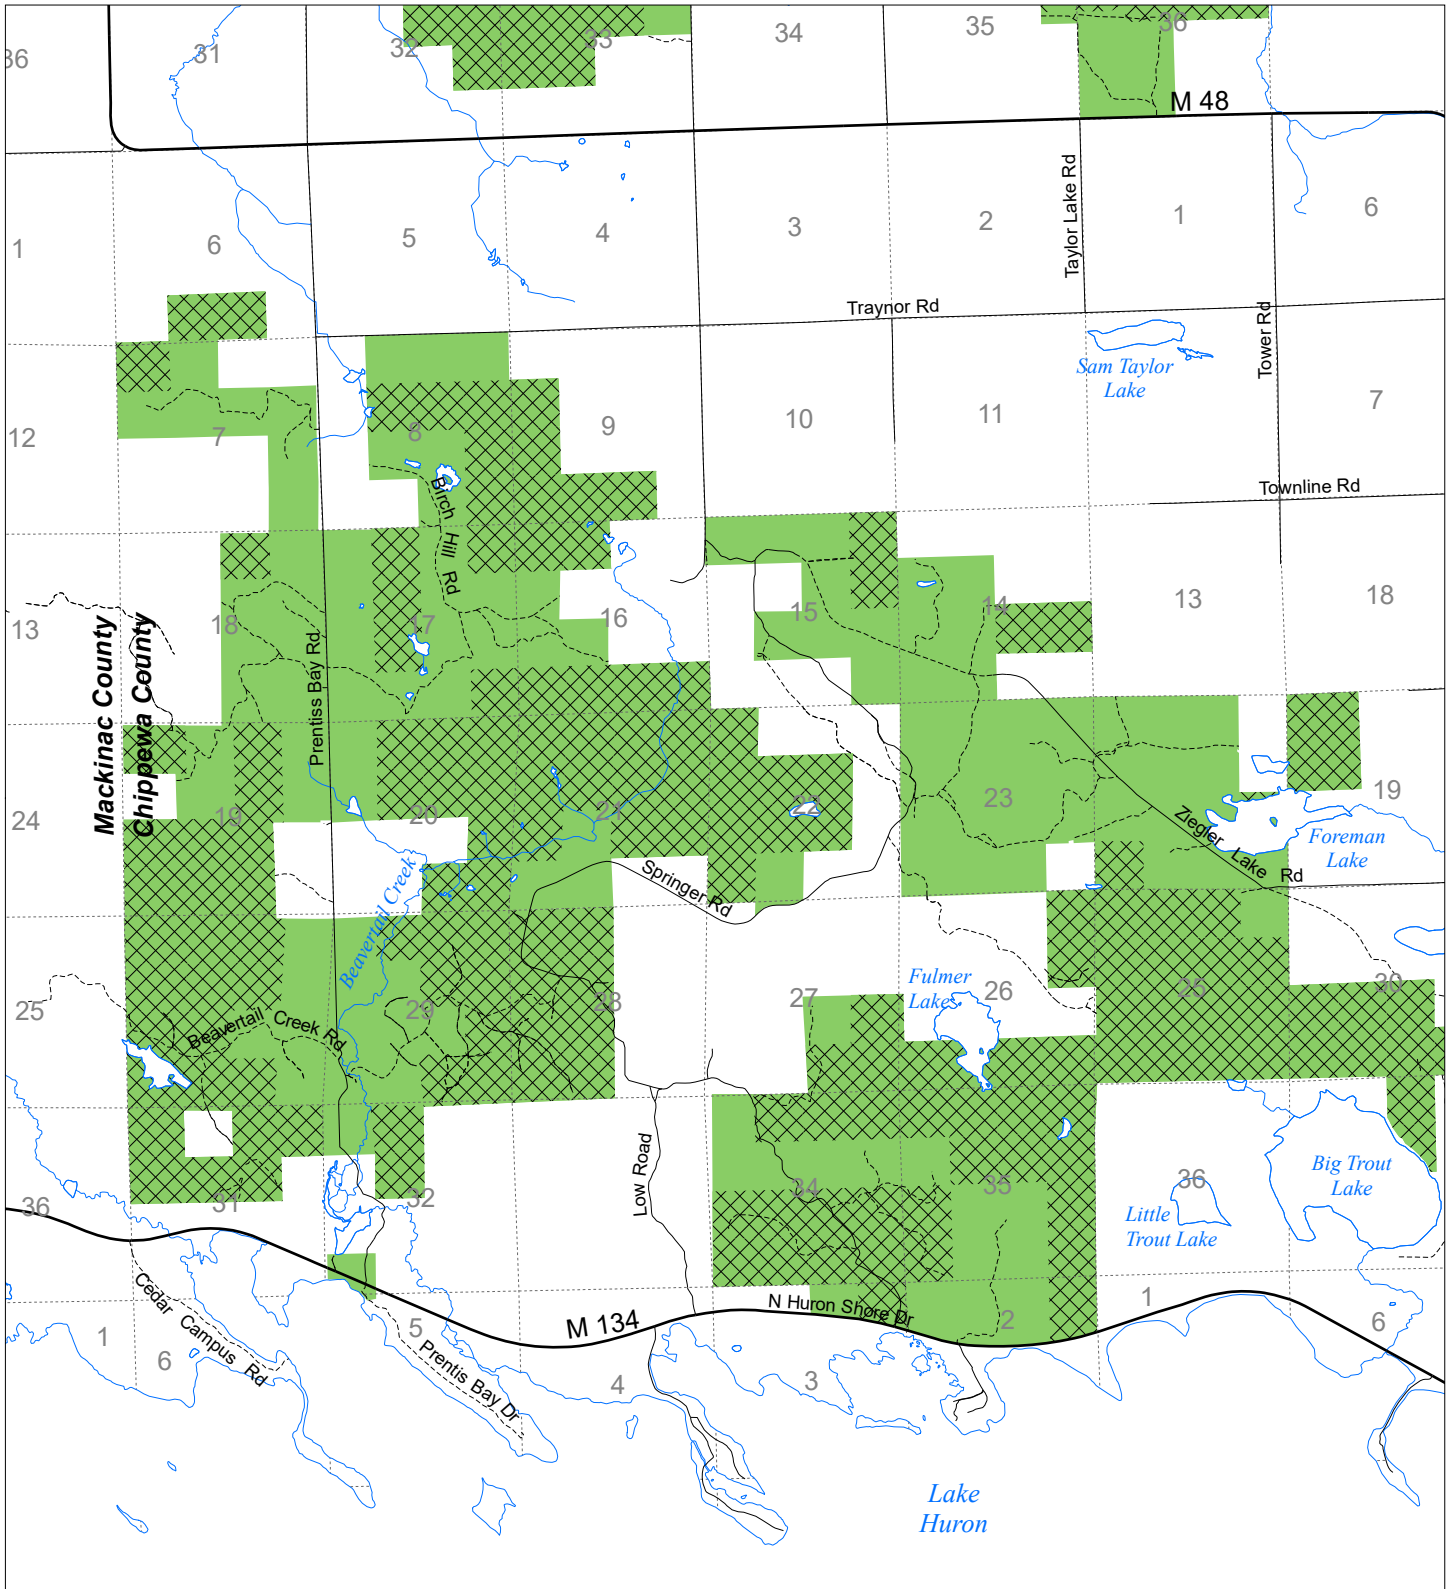 36
31
32
33
34
35
36
M 48
1
6
5
4
3
2
Taylor Lake Rd
1
6
Traynor Rd
Tower Rd
Sam Taylor
Lake
12
7
8
9
10
11
7
Birch Hill Rd
Townline Rd
13
Mackinac County
Chippewa County
18
Prentiss Bay Rd
17
16
15
14
13
18
24
19
20
21
22
23
Ziegler Lake Rd
19
Foreman
Lake
Beavertail Creek
Springer Rd
25
Beavertail Creek Rd
29
28
27
Fulmer
Lake
26
25
30
36
31
32
Low Road
34
35
36
Little
Trout Lake
Big Trout
Lake
Cedar Campus Rd
1
6
5
Prentis Bay Dr
M 134
4
N Huron Shore Dr
3
2
1
6
Lake
Huron